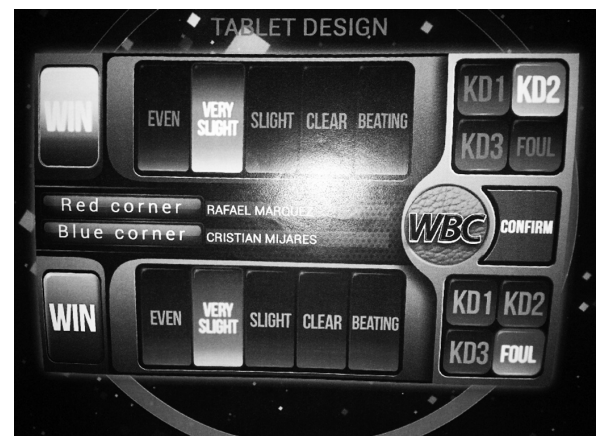 TABLET DESIGN
WIN
EVEN
VERY
SLIGHT
SLIGHT
CLEAR
BEATING
KD1 KD2
KD3 FOUL
Red corner RAFAEL MARQUEZ
Blue corner CRISTIAN MIJARES
WBC
CONFIRM
WIN
EVEN
VERY
SLIGHT
SLIGHT
CLEAR
BEATING
KD1 KD2
KD3 FOUL